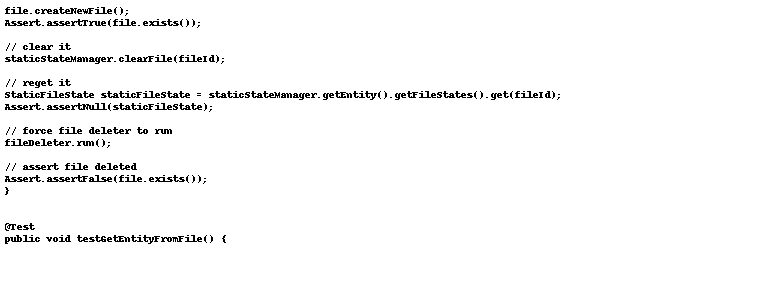 file.createNewFile();
Assert.assertTrue(file.exists());
// clear it
staticStateManager.clearFile(fileId);
// reget it
StaticFileState staticFileState = staticStateManager.getEntity().getFileStates().get(fileId);
Assert.assertNull(staticFileState);
// force file deleter to run
fileDeleter.run();
// assert file deleted
Assert.assertFalse(file.exists());
}
@Test
public void testGetEntityFromFile() {